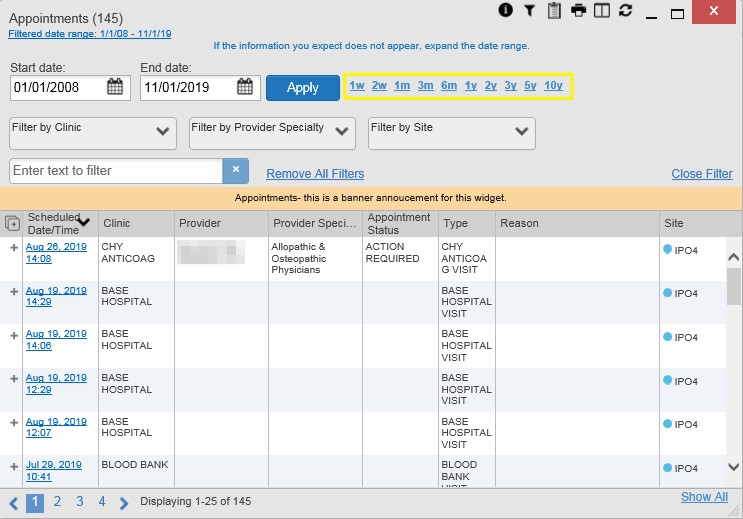 Appointments (145)
Filtered date range: 1/1/08 - 11/1/19
If the information you expect does not appear, expand the date range.
Start date:
End date:
01/01/2008
11/01/2019
Apply
1w 2w 1m 3m 6m 1y 2y 3y 5y 10y
Filter by Clinic
Filter by Provider Specialty
Filter by Site
Enter text to filter
×
Remove All Filters
Close Filter
Appointments- this is a banner annoucement for this widget.
Scheduled
Date/Time
Clinic
Provider
Provider Speci...
Appointment
Status
Type
Reason
Site
Aug 26, 2019
14:08
CHY
ANTICOAG
Allopathic &
Osteopathic
Physicians
ACTION
REQUIRED
CHY
ANTICOA
G VISIT
IPO4
Aug 19, 2019
14:29
BASE
HOSPITAL
BASE
HOSPITAL
VISIT
IPO4
Aug 19, 2019
14:06
BASE
HOSPITAL
BASE
HOSPITAL
VISIT
IPO4
Aug 19, 2019
12:29
BASE
HOSPITAL
BASE
HOSPITAL
VISIT
IPO4
Aug 19, 2019
12:07
BASE
HOSPITAL
BASE
HOSPITAL
VISIT
IPO4
Jul 29, 2019
10:41
BLOOD BANK
BLOOD
BANK
VISIT
IPO4
1 2 3 4
Displaying 1-25 of 145
Show All